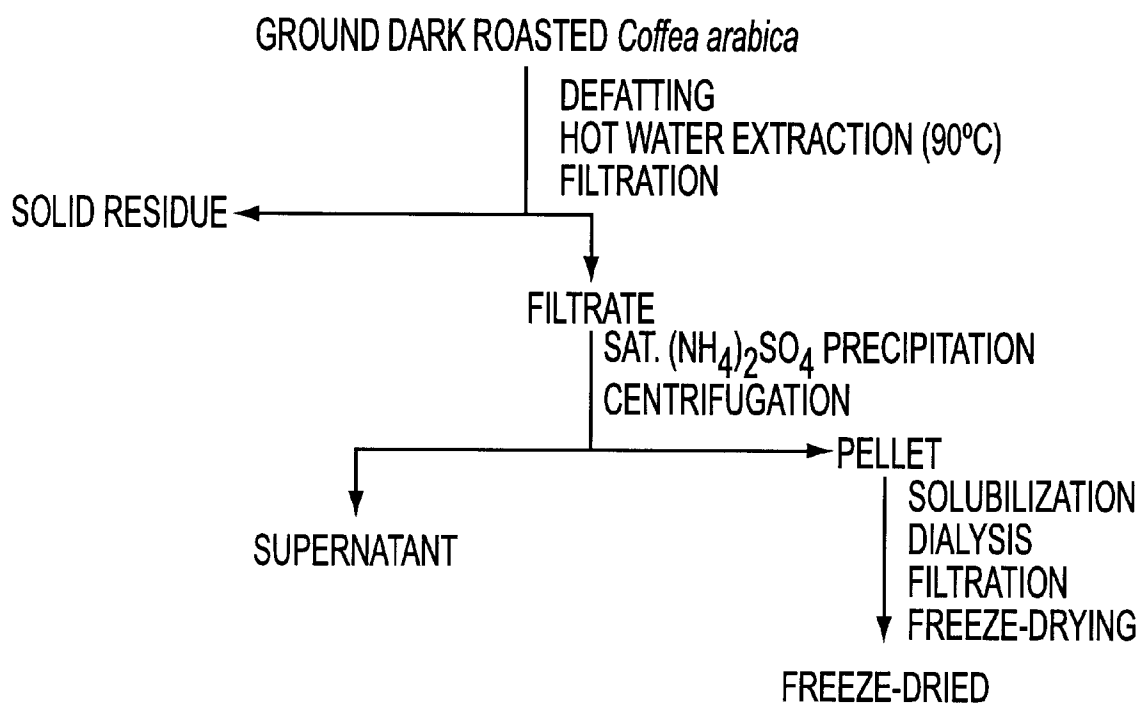 GROUND DARK ROASTED Coffea arabica
DEFATTING
HOT WATER EXTRACTION (90ºC)
FILTRATION
SOLID RESIDUE
FILTRATE
SAT. (NH4)2SO4 PRECIPITATION
CENTRIFUGATION
PELLET
SOLUBILIZATION
DIALYSIS
FILTRATION
FREEZE-DRYING
SUPERNATANT
FREEZE-DRIED